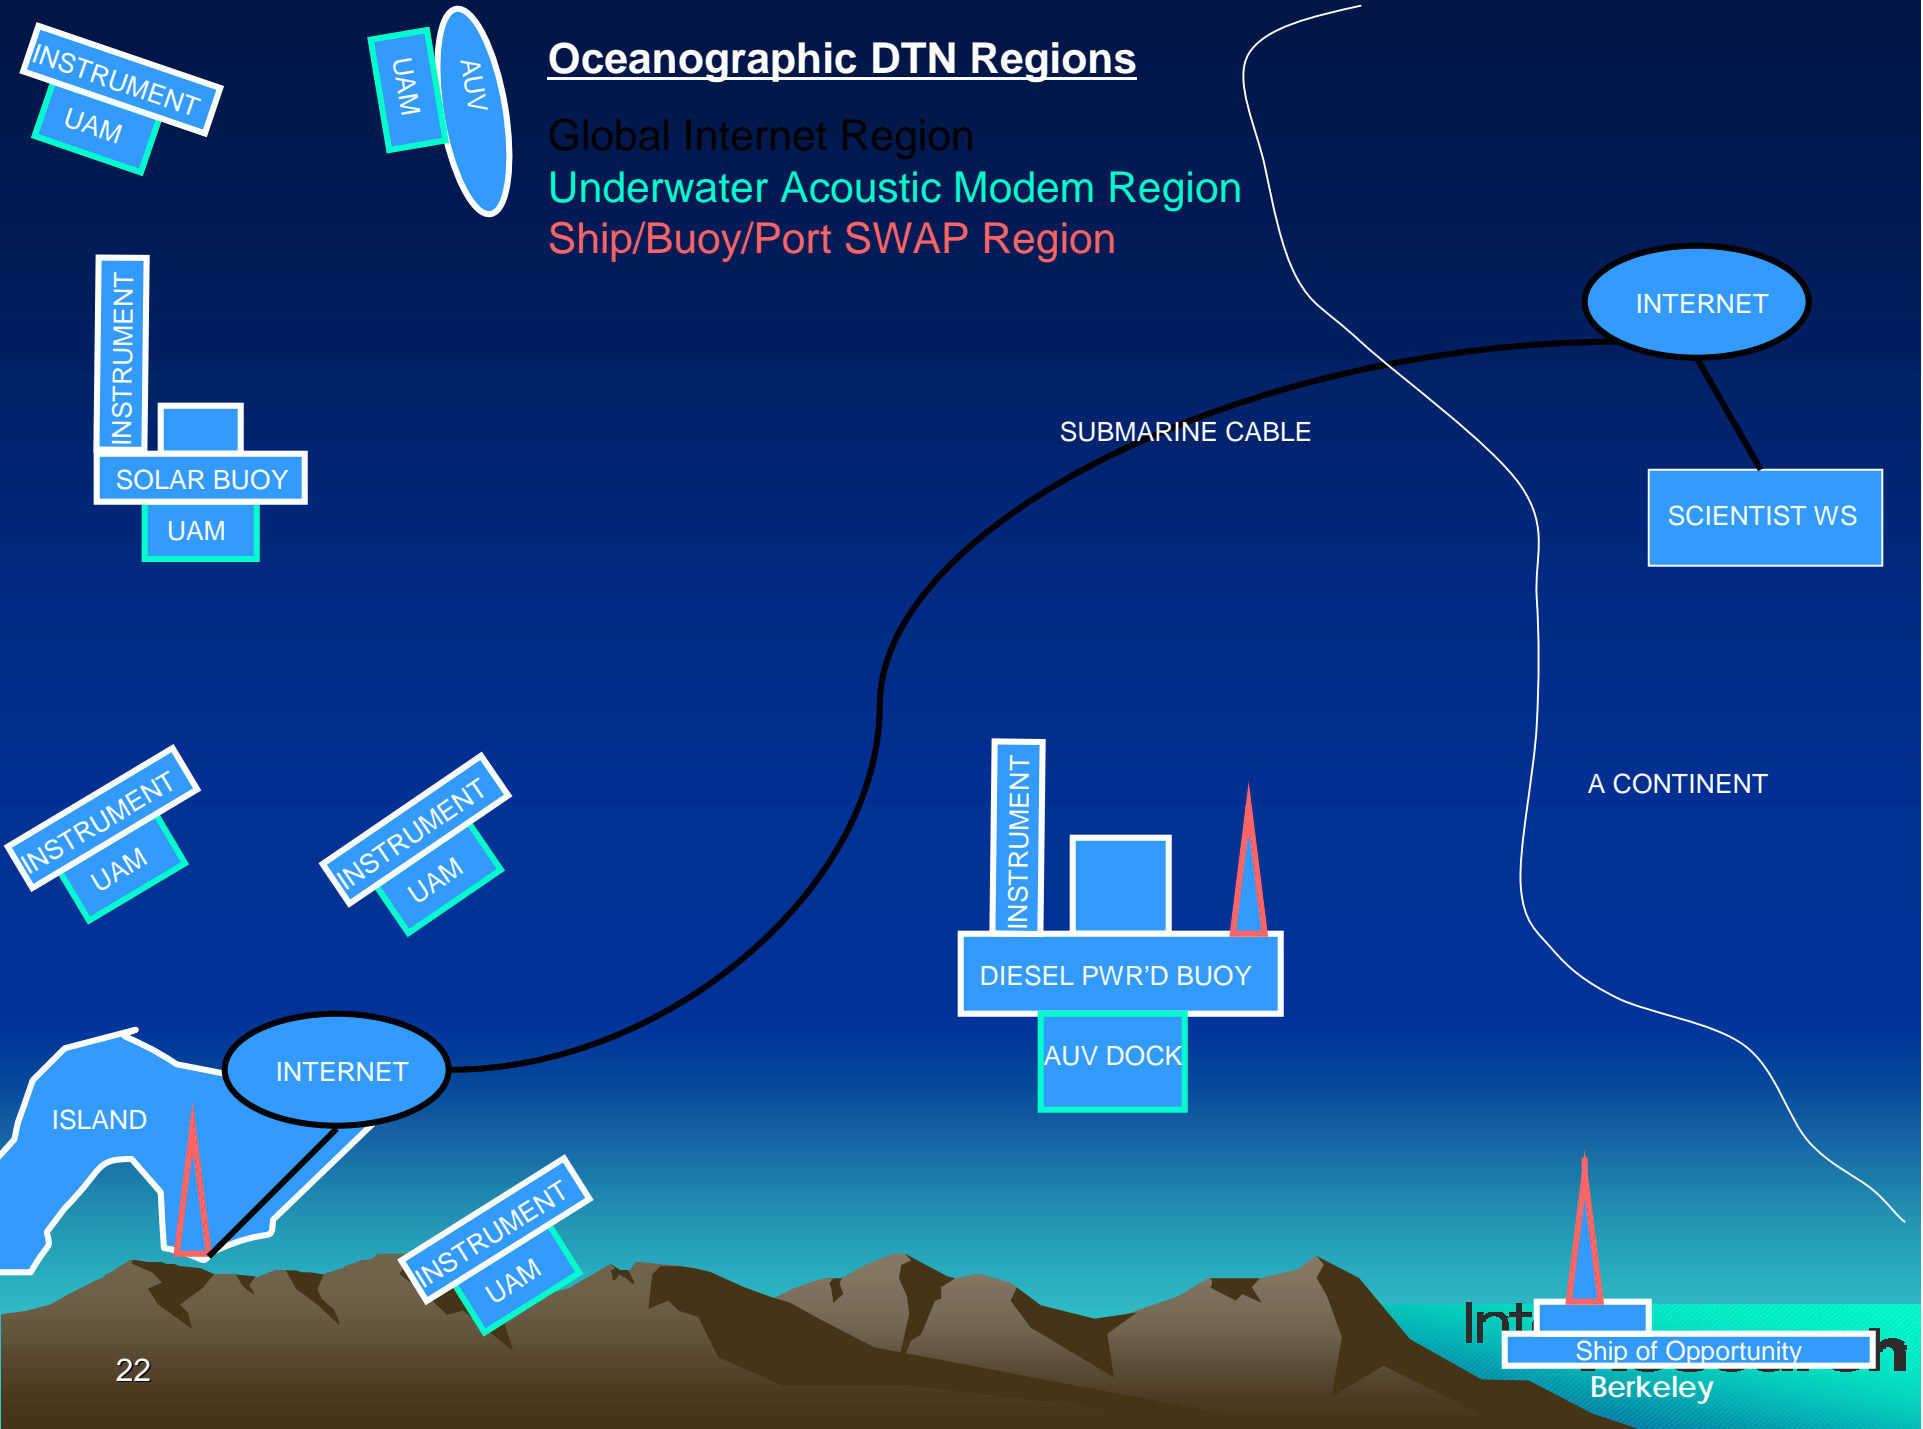 INSTRUMENT
UAM
UAM
AUV
Oceanographic DTN Regions
Global Internet Region
Underwater Acoustic Modem Region
Ship/Buoy/Port SWAP Region
INSTRUMENT
SOLAR BUOY
UAM
INTERNET
SUBMARINE CABLE
SCIENTIST WS
INSTRUMENT
UAM
INSTRUMENT
UAM
INSTRUMENT
A CONTINENT
DIESEL PWR'D BUOY
AUV DOCK
INTERNET
ISLAND
INSTRUMENT
UAM
Ship of Opportunity
Berkeley
22